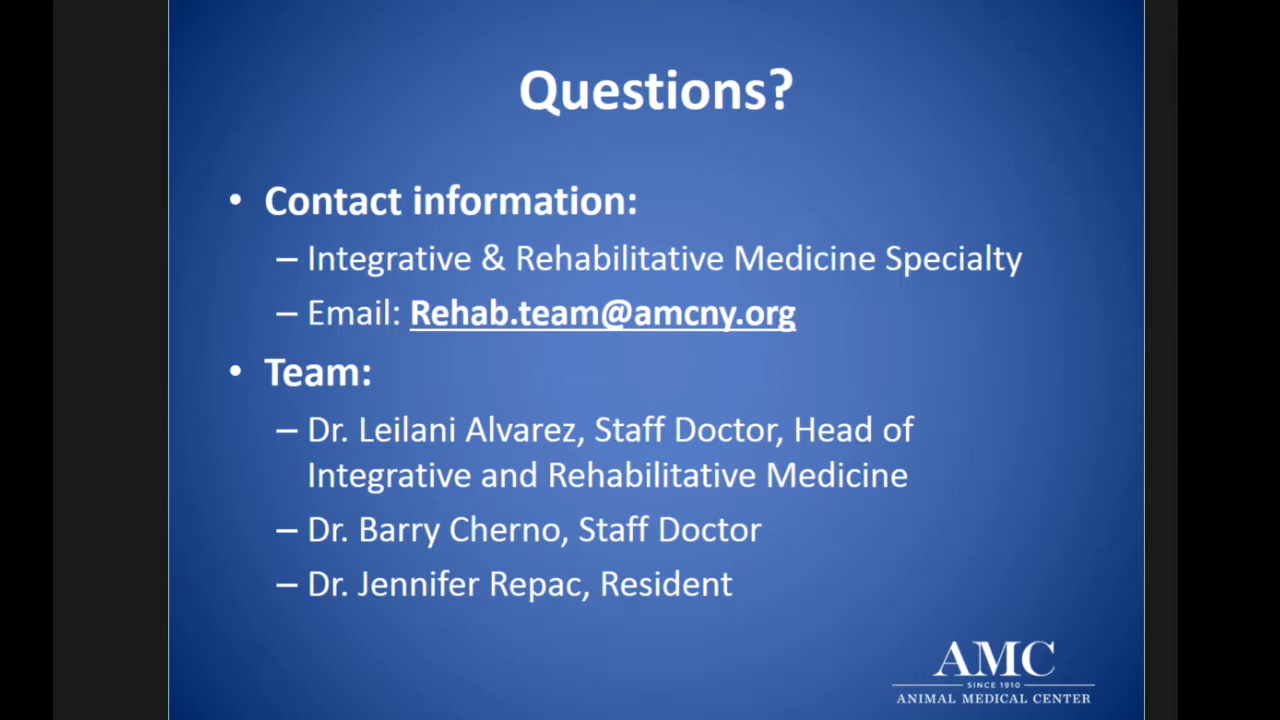 Questions?
• Contact information:
– Integrative & Rehabilitative Medicine Specialty
– Email: Rehab.team@amcny.org
• Team:
– Dr. Leilani Alvarez, Staff Doctor, Head of
Integrative and Rehabilitative Medicine
– Dr. Barry Cherno, Staff Doctor
– Dr. Jennifer Repac, Resident
AMC
SINCE 1910
ANIMAL MEDICAL CENTER